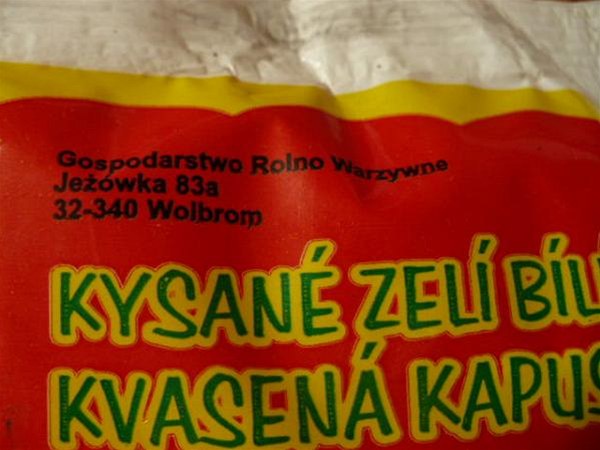 Gospodarstwo Rolno Warzywne
Jeżówka 83a
32-340 Wolbrom
KYSANÉ ZELÍ BÍL
KVASENÁ KAPUS